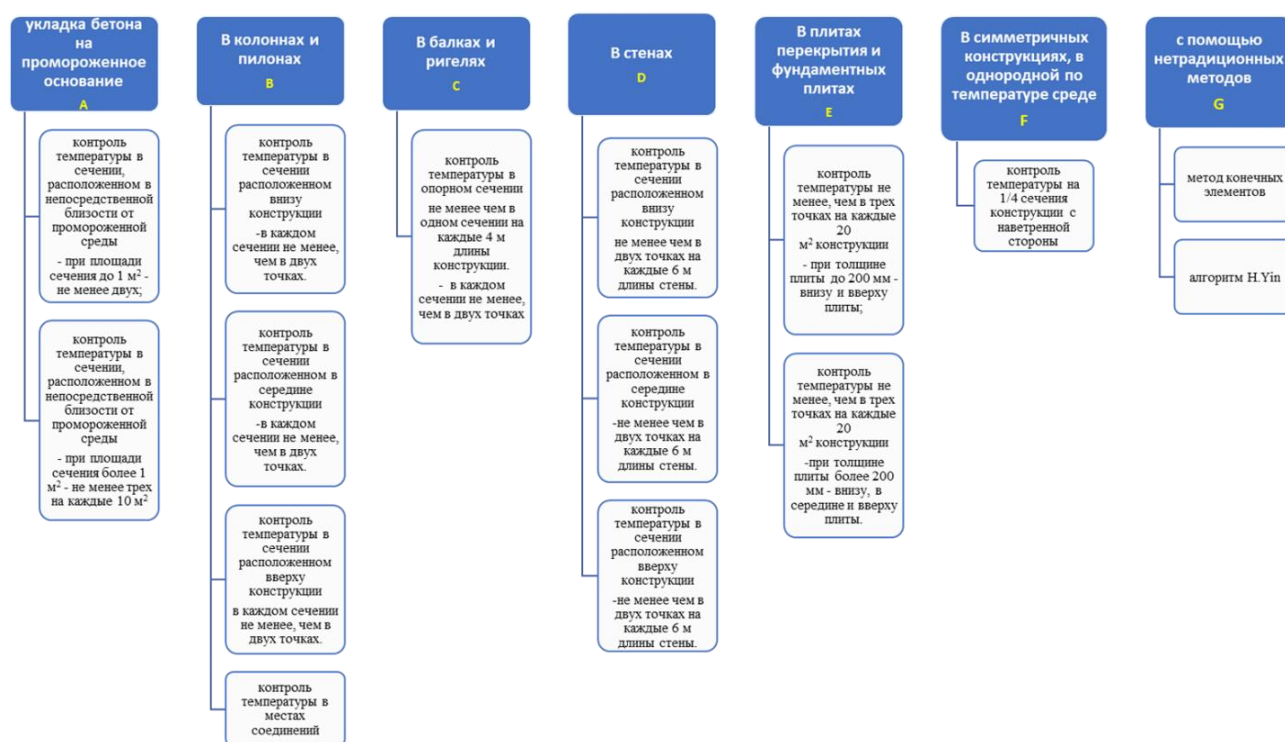 укладка бетона
на
промороженное
основание
A
контроль
температуры в
сечении,
расположенном в
непосредственной
близости от
промороженной
среды
- при площади
сечения до 1 м² -
не менее двух;
контроль
температуры в
сечении,
расположенном в
непосредственной
близости от
промороженной
среды
- при площади
сечения более 1
м² - не менее трех
на каждые 10 м²
В колоннах и
пилонах
B
контроль
температуры в
сечении
расположенном
внизу
конструкции
-в каждом
сечении не менее,
чем в двух
точках.
контроль
температуры в
сечении
расположенном в
середине
конструкции
-в каждом
сечении не менее,
чем в двух
точках.
контроль
температуры в
сечении
расположенном
вверху
конструкции
в каждом сечении
не менее, чем в
двух точках.
контроль
температуры в
местах
соединений
В балках и
ригелях
C
контроль
температуры в
опорном сечении
не менее чем в
одном сечении на
каждые 4 м
длины
конструкции.
- в каждом
сечении не менее,
чем в двух точках
В стенах
D
контроль
температуры в
сечении
расположенном
внизу
конструкции
не менее чем в
двух точках на
каждые 6 м
длины стены.
контроль
температуры в
сечении
расположенном в
середине
конструкции
-не менее чем в
двух точках на
каждые 6 м
длины стены.
контроль
температуры в
сечении
расположенном
вверху
конструкции
-не менее чем в
двух точках на
каждые 6 м
длины стены.
В плитах
перекрытия и
фундаментных
плитах
E
контроль
температуры не
менее, чем в трех
точках на каждые
20
м² конструкции
- при толщине
плиты до 200 мм -
внизу и вверху
плиты;
контроль
температуры не
менее, чем в трех
точках на каждые
20
м² конструкции
-при толщине
плиты более 200
мм - внизу, в
середине и вверху
плиты.
В симметричных
конструкциях, в
однородной по
температуре среде
F
контроль
температуры на
1/4 сечения
конструкции с
наветренной
стороны
с помощью
нетрадиционных
методов
G
метод конечных
элементов
алгоритм H.Yin